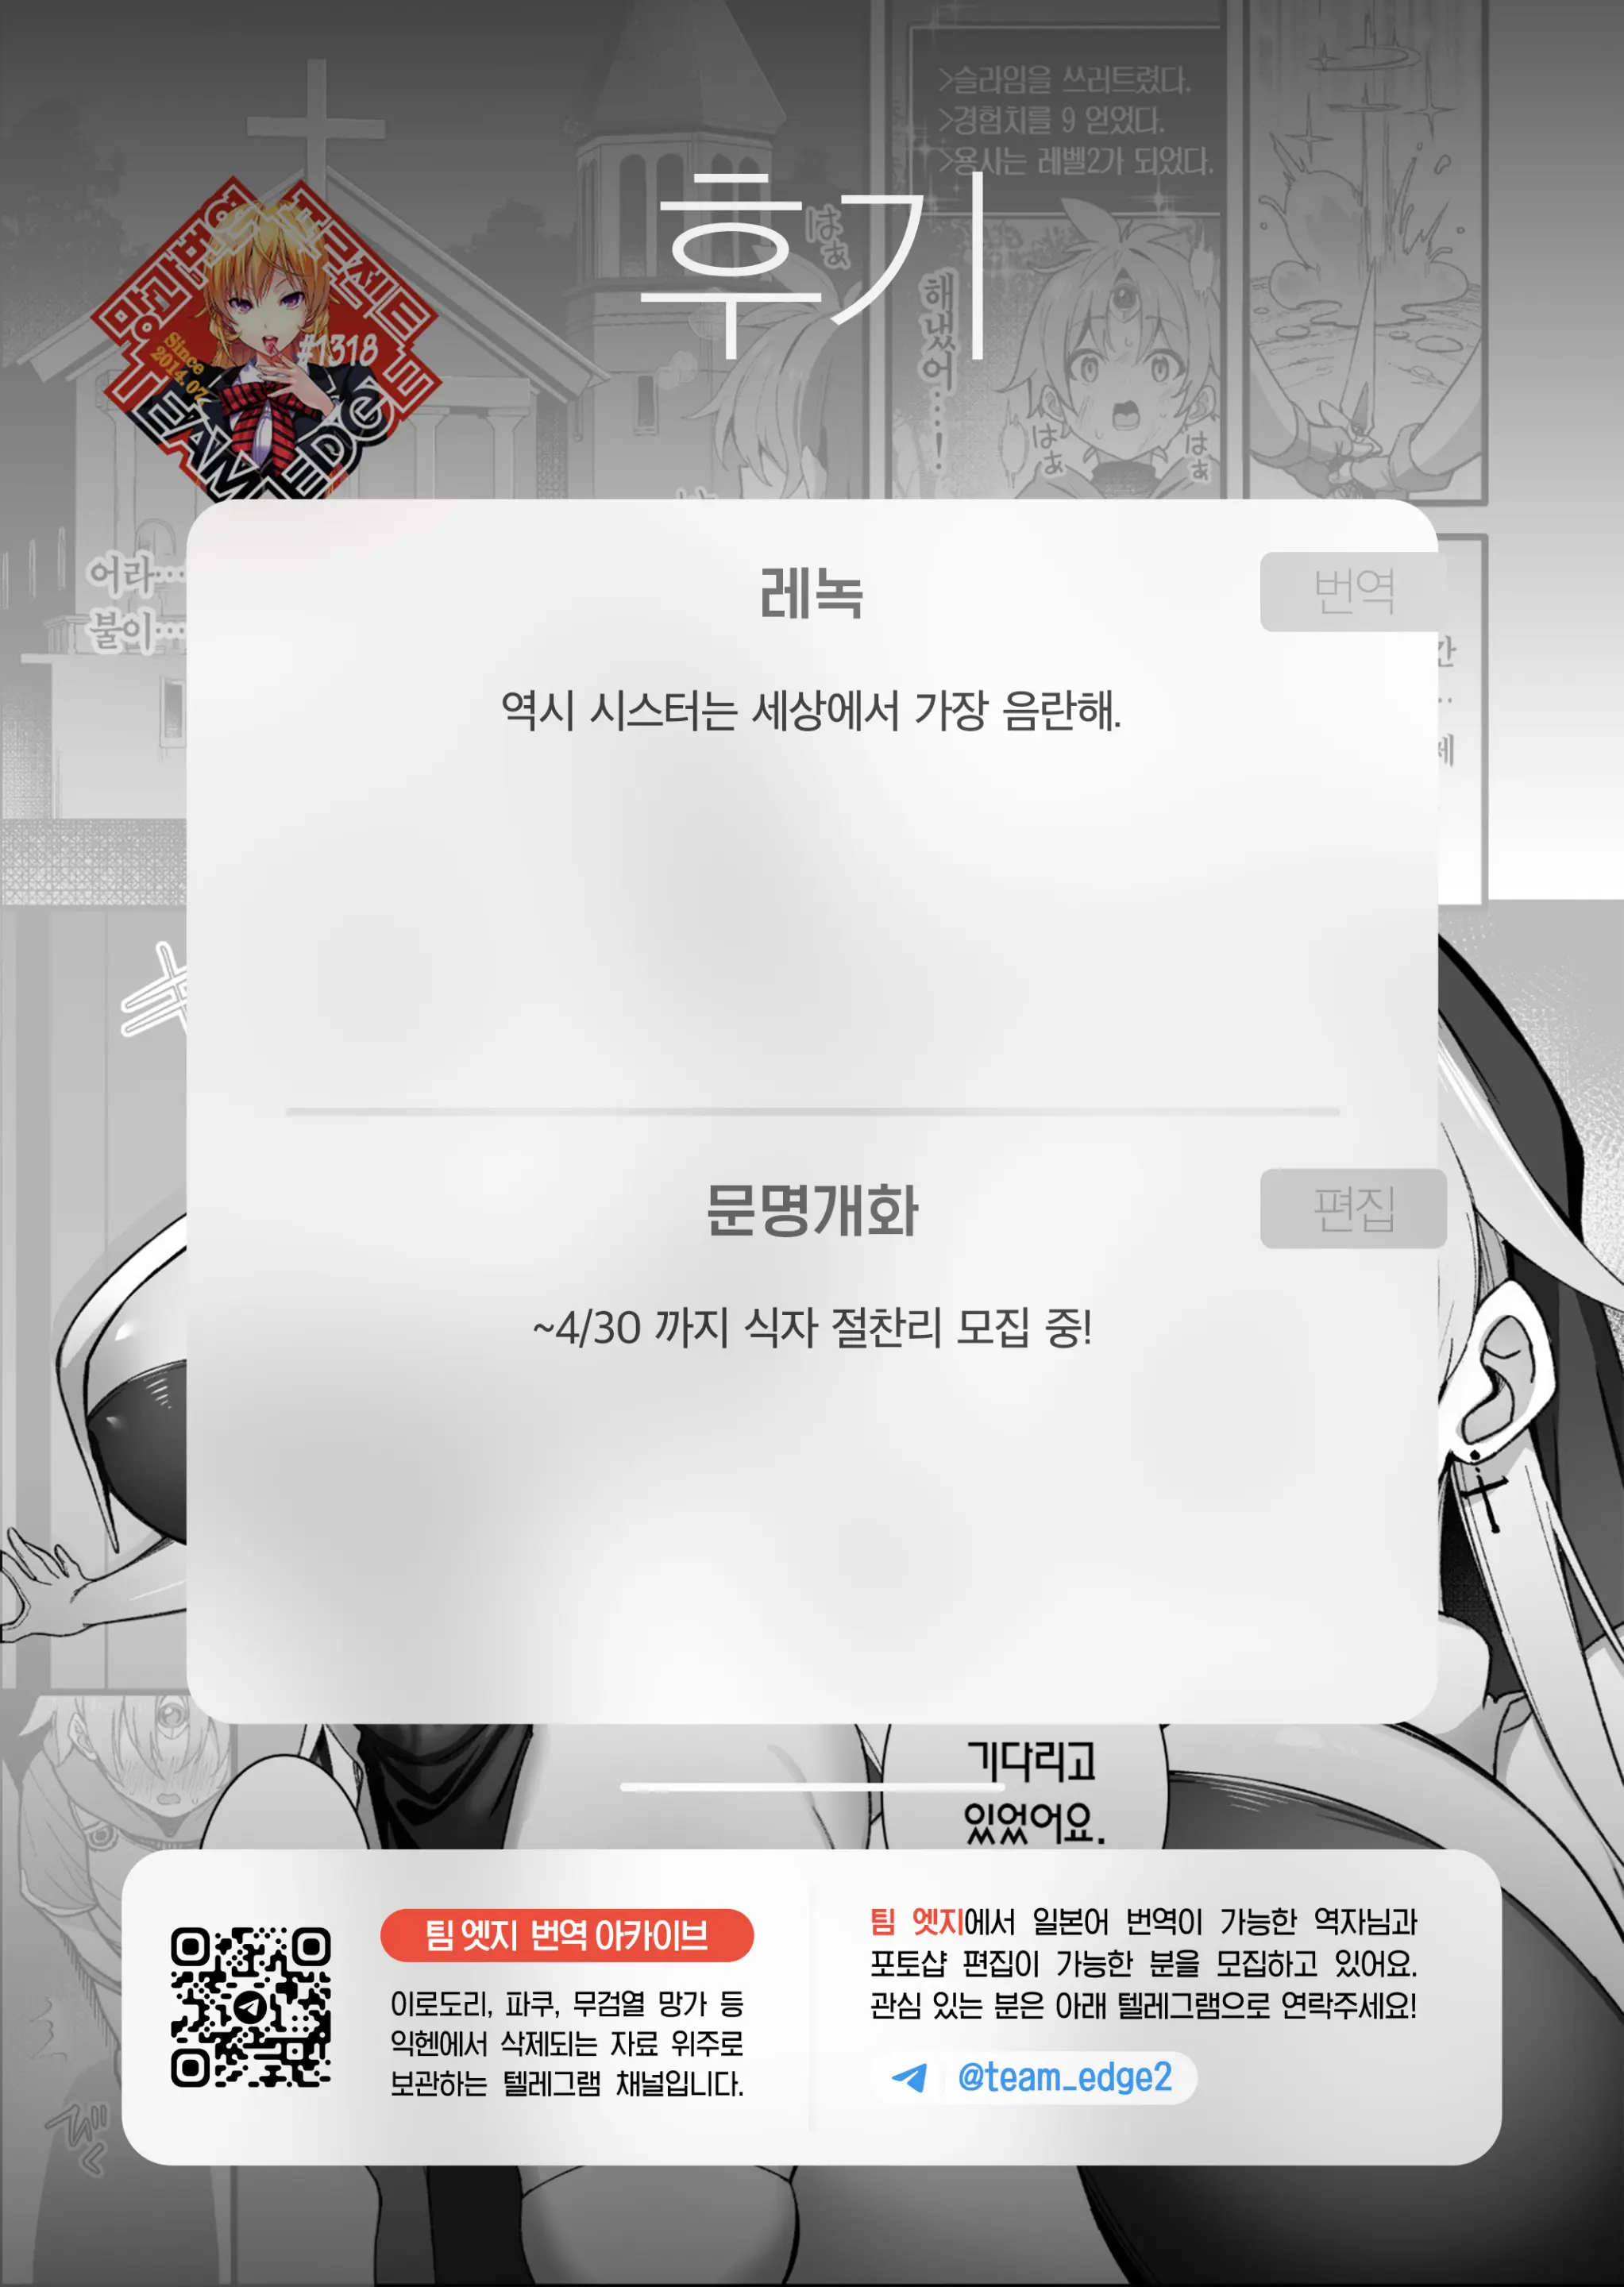 >슬라임을 쓰러트렸다.
>경험치를 9 얻었다.
>용사는 레벨2가 되었다.
후기
はぁ
망가번역 프로젝트팀
Since
2014.07
#1318
TEAM EDGE
해냈어…!
はぁ
はぁ
어라…
불이…
레녹
번역
역시 시스터는 세상에서 가장 음란해.
문명개화
편집
~4/30 까지 식자 절찬리 모집 중!
기다리고
있었어요.
팀 엣지 번역 아카이브
이로도리, 파쿠, 무검열 망가 등
익헨에서 삭제되는 자료 위주로
보관하는 텔레그램 채널입니다.
팀 엣지에서 일본어 번역이 가능한 역자님과
포토샵 편집이 가능한 분을 모집하고 있어요.
관심 있는 분은 아래 텔레그램으로 연락주세요!
@team_edge2